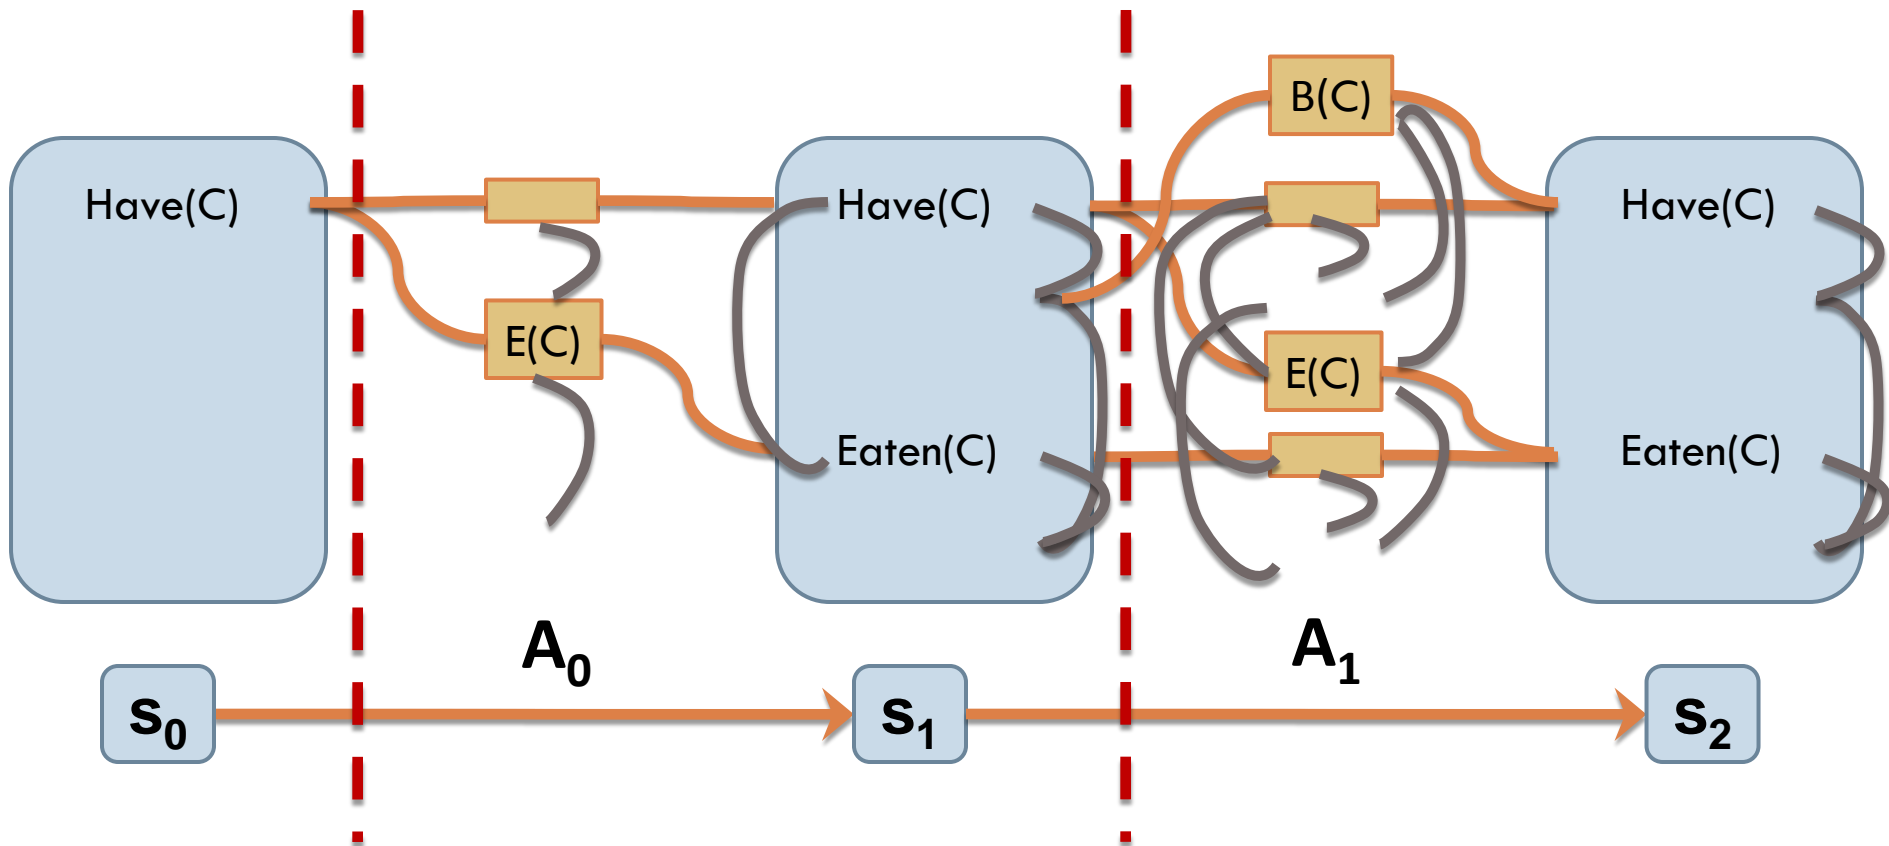 B(C)
Have(C) Have(C) Have(C)
E(C) E(C)
Eaten(C) Eaten(C)
A0 A1
s0 s1 s2